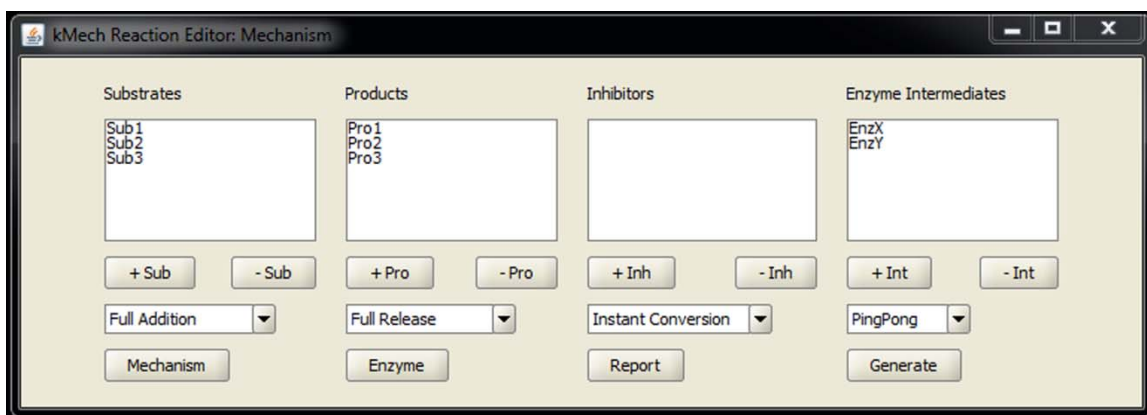 kMech Reaction Editor: Mechanism
Substrates Products Inhibitors Enzyme Intermediates
Sub1 Pro1 EnzX
Sub2 Pro2 EnzY
Sub3 Pro3
+ Sub - Sub + Pro - Pro + Inh - Inh + Int - Int
Full Addition Full Release Instant Conversion PingPong
Mechanism Enzyme Report Generate